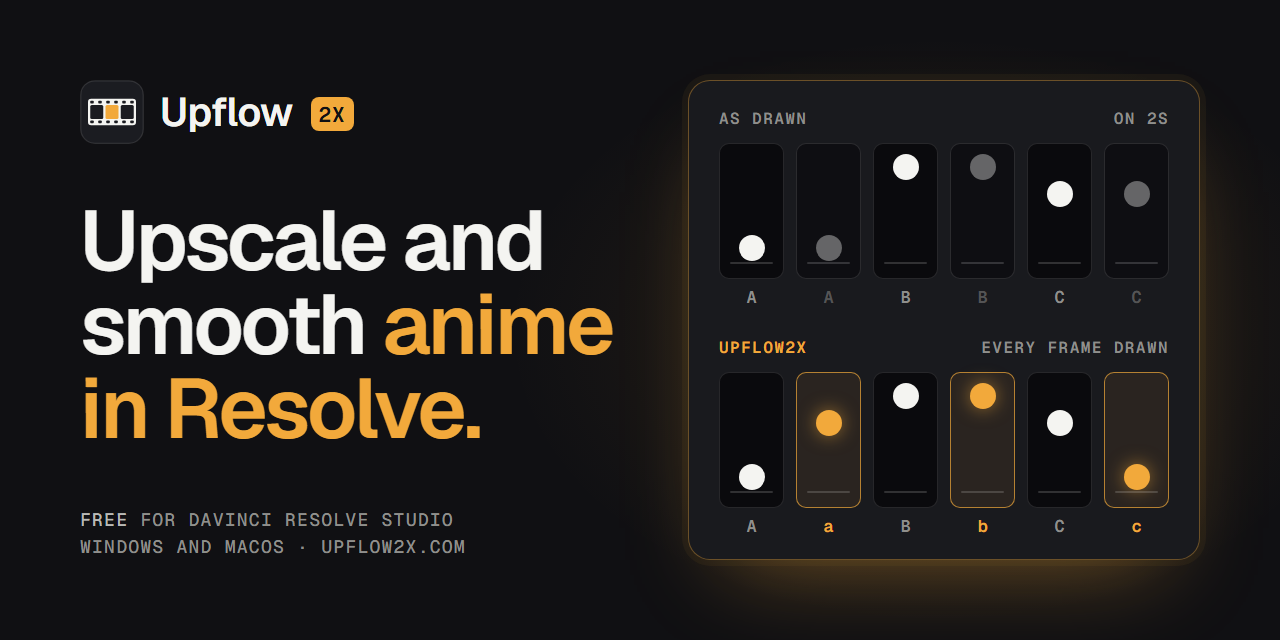 Upflow 2X
Upscale and
smooth anime
in Resolve.
FREE FOR DAVINCI RESOLVE STUDIO
WINDOWS AND MACOS · UPFLOW2X.COM
AS DRAWN ON 2S
A A B B C C
UPFLOW2X EVERY FRAME DRAWN
A a B b C c